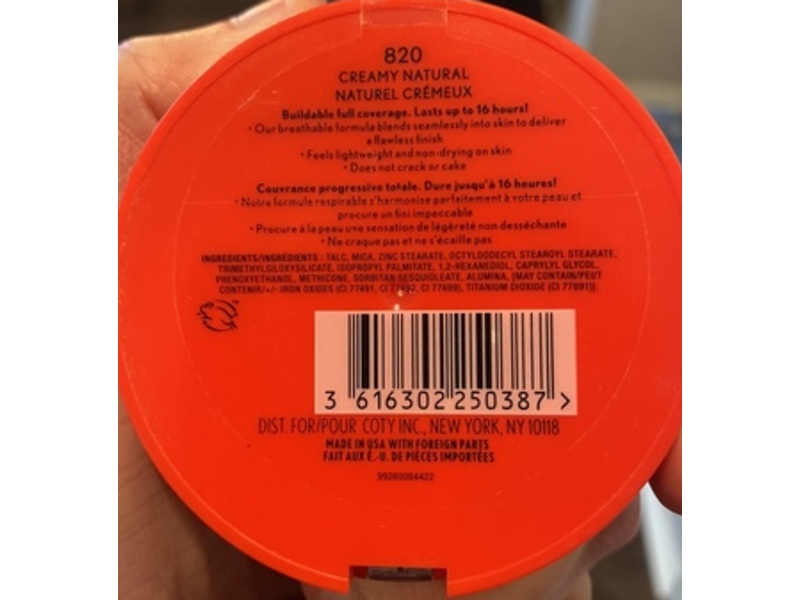 820
CREAMY NATURAL
NATUREL CRÉMEUX
Buildable full coverage. Lasts up to 16 hours!
• Our breathable formula blends seamlessly into skin to deliver
a flawless finish
• Feels lightweight and non-drying on skin
• Does not crack or cake
Couvrance progressive totale. Dure jusqu'à 16 heures!
• Notre formule respirable s'harmonise parfaitement à votre peau et
procure un fini impeccable
• Procure à la peau une sensation de légèreté non desséchante
• Ne craque pas et ne s'écaille pas
INGREDIENTS/INGRÉDIENTS: TALC, MICA, ZINC STEARATE, OCTYLDODECYL STEAROYL STEARATE,
TRIMETHYLSILOXYSILICATE, ISOPROPYL PALMITATE, 1,2-HEXANEDIOL, CAPRYLYL GLYCOL,
PHENOXYETHANOL, METHICONE, SORBITAN SESQUIOLEATE, ALUMINA, [MAY CONTAIN/PEUT
CONTENIR/+/- IRON OXIDES (CI 77491, CI 77492, CI 77499), TITANIUM DIOXIDE (CI 77891)].
3 616302 250387 >
DIST. FOR/POUR COTY INC., NEW YORK, NY 10118
MADE IN USA WITH FOREIGN PARTS
FAIT AUX É.-U. DE PIÈCES IMPORTÉES
99260084422